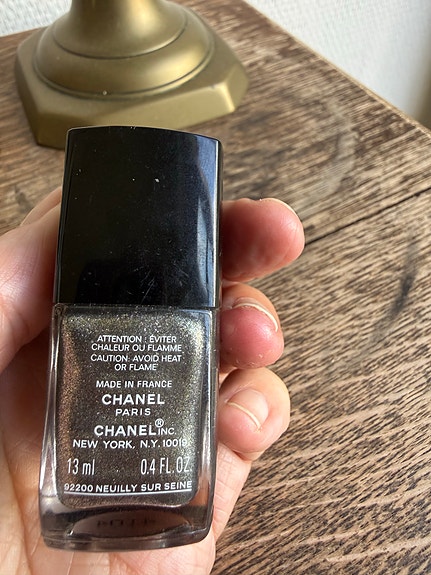 ATTENTION : ÉVITER
CHALEUR OU FLAMME
CAUTION: AVOID HEAT
OR FLAME
MADE IN FRANCE
CHANEL
PARIS
CHANEL® INC.
NEW YORK, N.Y. 10019
13 ml 0.4 FL.OZ.
92200 NEUILLY SUR SEINE